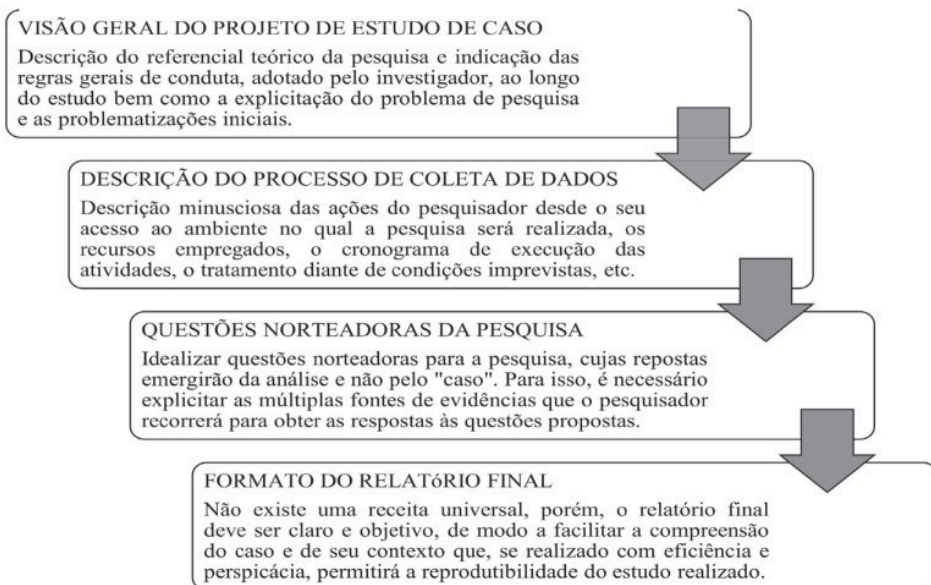 VISÃO GERAL DO PROJETO DE ESTUDO DE CASO
Descrição do referencial teórico da pesquisa e indicação das
regras gerais de conduta, adotado pelo investigador, ao longo
do estudo bem como a explicitação do problema de pesquisa
e as problematizações iniciais.
DESCRIÇÃO DO PROCESSO DE COLETA DE DADOS
Descrição minusciosa das ações do pesquisador desde o seu
acesso ao ambiente no qual a pesquisa será realizada, os
recursos empregados, o cronograma de execução das
atividades, o tratamento diante de condições imprevistas, etc.
QUESTÕES NORTEADORAS DA PESQUISA
Idealizar questões norteadoras para a pesquisa, cujas repostas
emergirão da análise e não pelo "caso". Para isso, é necessário
explicitar as múltiplas fontes de evidências que o pesquisador
recorrerá para obter as respostas às questões propostas.
FORMATO DO RELATóRIO FINAL
Não existe uma receita universal, porém, o relatório final
deve ser claro e objetivo, de modo a facilitar a compreensão
do caso e de seu contexto que, se realizado com eficiência e
perspicácia, permitirá a reprodutibilidade do estudo realizado.